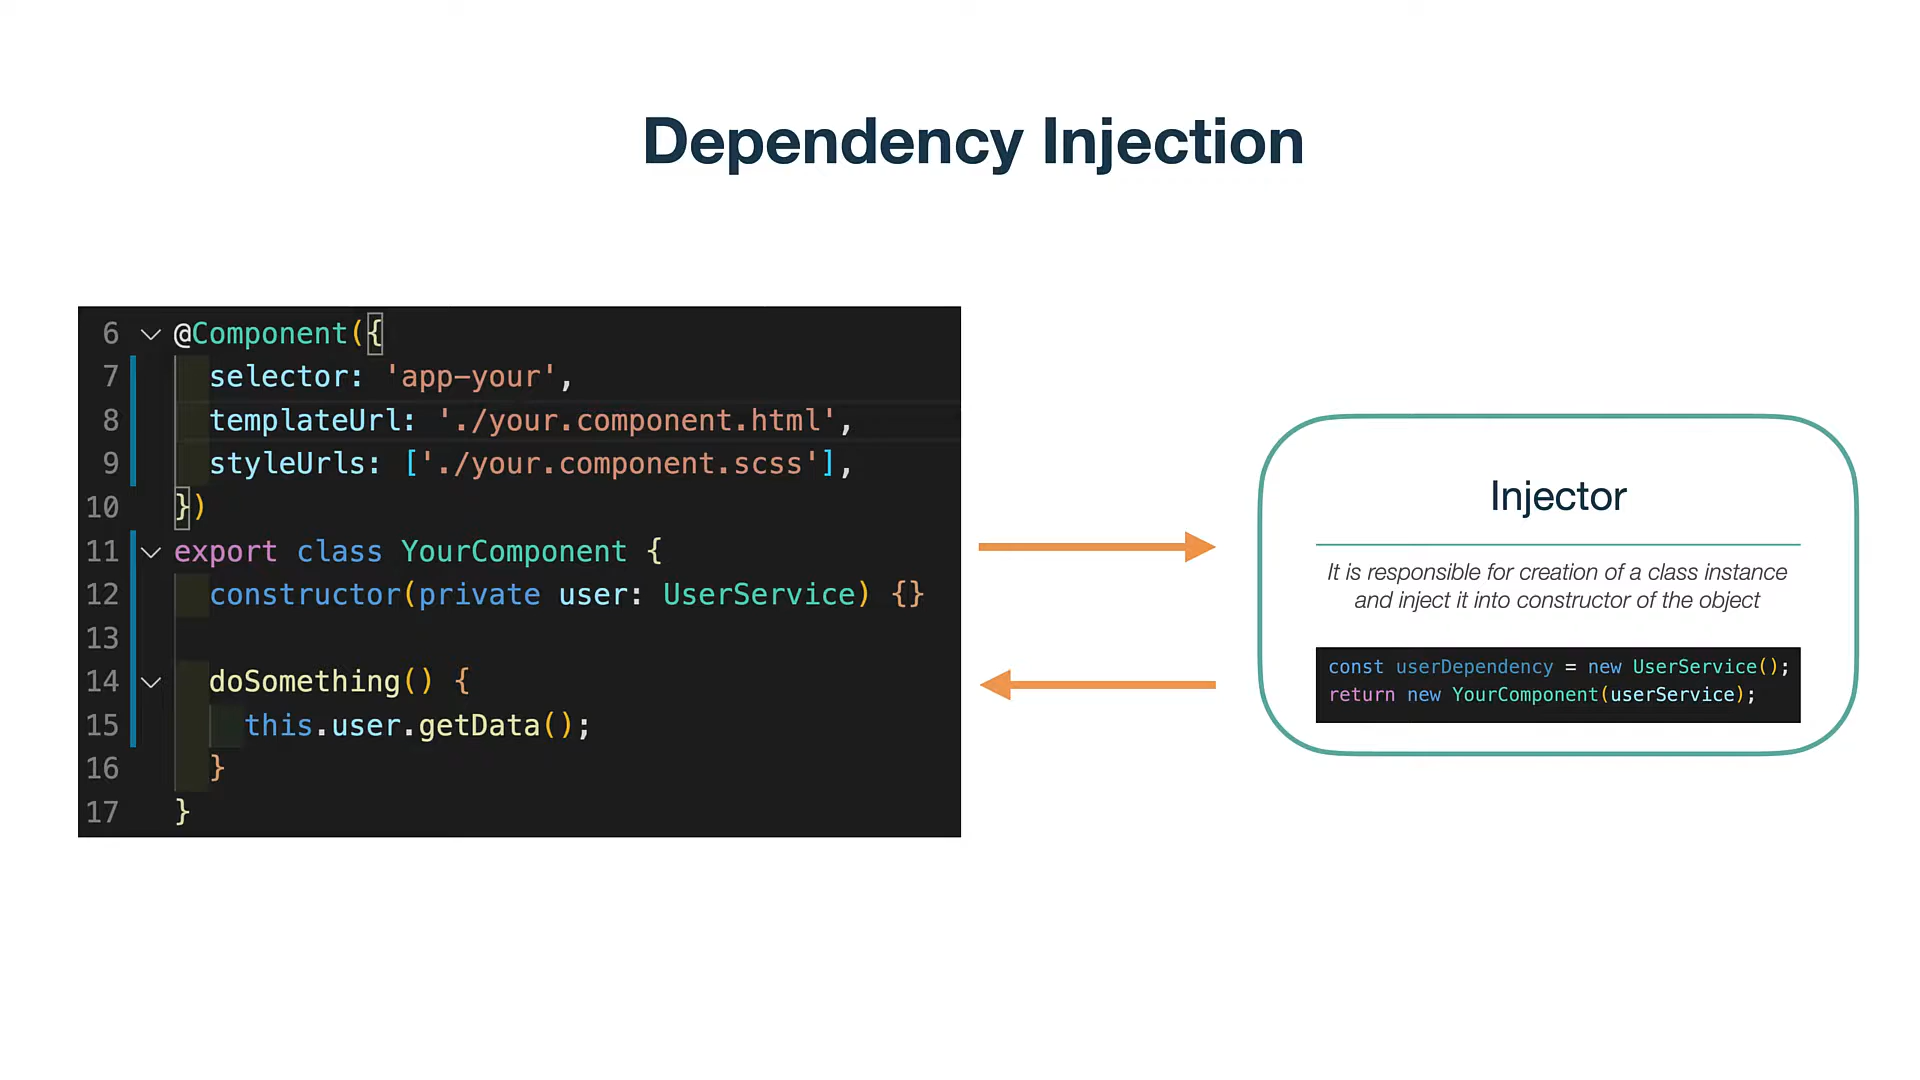 Dependency Injection
6 @Component({
7 selector: 'app-your',
8 templateUrl: './your.component.html',
9 styleUrls: ['./your.component.scss'],
10 })
11 export class YourComponent {
12 constructor(private user: UserService) {}
13
14 doSomething() {
15 this.user.getData();
16 }
17 }
Injector
It is responsible for creation of a class instance
and inject it into constructor of the object
const userDependency = new UserService();
return new YourComponent(userService);